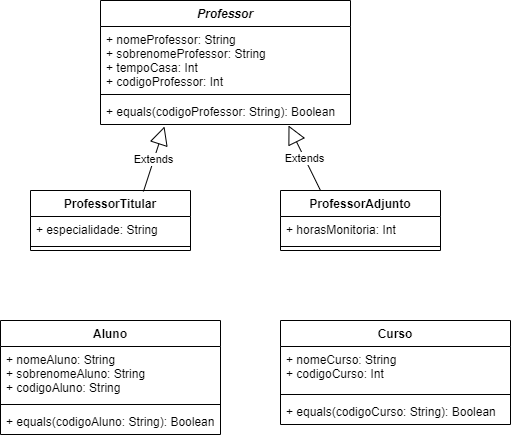 Professor
+ nomeProfessor: String
+ sobrenomeProfessor: String
+ tempoCasa: Int
+ codigoProfessor: Int
+ equals(codigoProfessor: String): Boolean
Extends
Extends
ProfessorTitular
+ especialidade: String
ProfessorAdjunto
+ horasMonitoria: Int
Aluno
+ nomeAluno: String
+ sobrenomeAluno: String
+ codigoAluno: String
+ equals(codigoAluno: String): Boolean
Curso
+ nomeCurso: String
+ codigoCurso: Int
+ equals(codigoCurso: String): Boolean